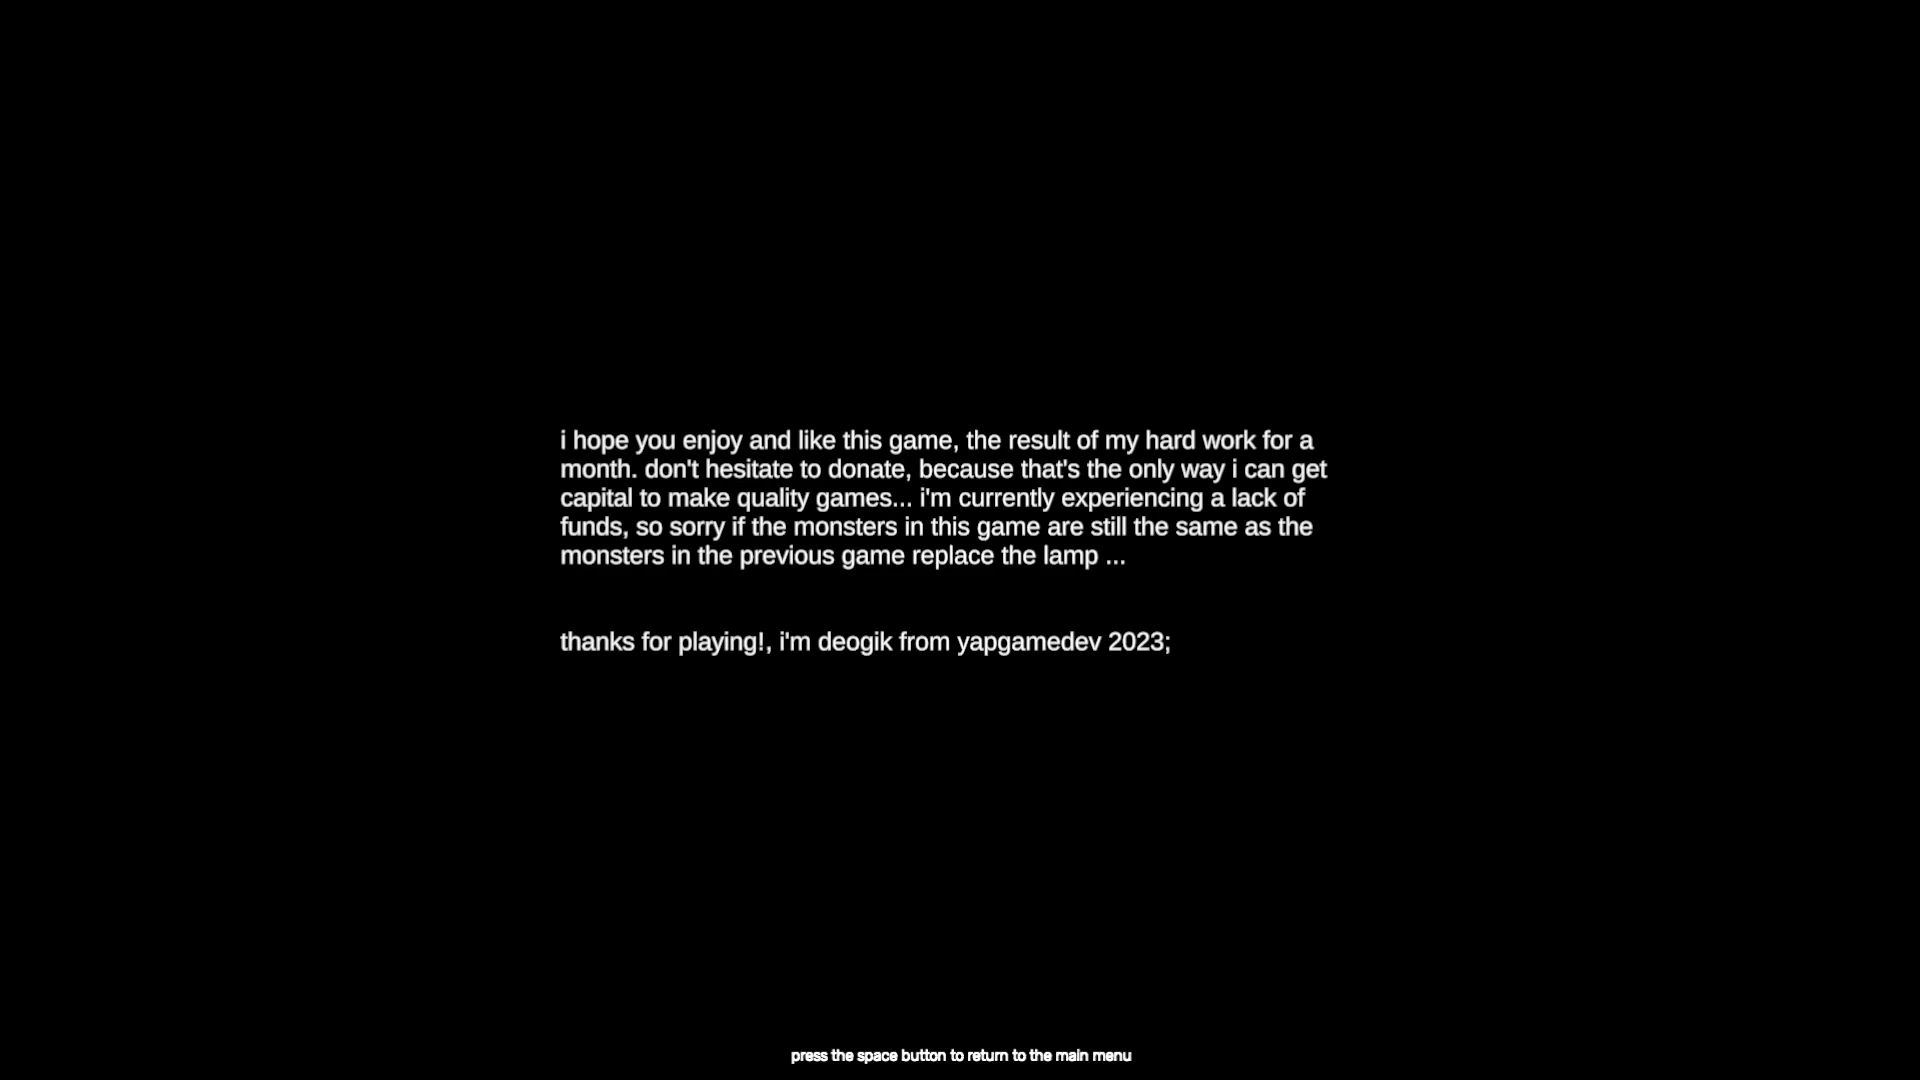 i hope you enjoy and like this game, the result of my hard work for a
month. don't hesitate to donate, because that's the only way i can get
capital to make quality games... i'm currently experiencing a lack of
funds, so sorry if the monsters in this game are still the same as the
monsters in the previous game replace the lamp ...
thanks for playing!, i'm deogik from yapgamedev 2023;
press the space button to return to the main menu